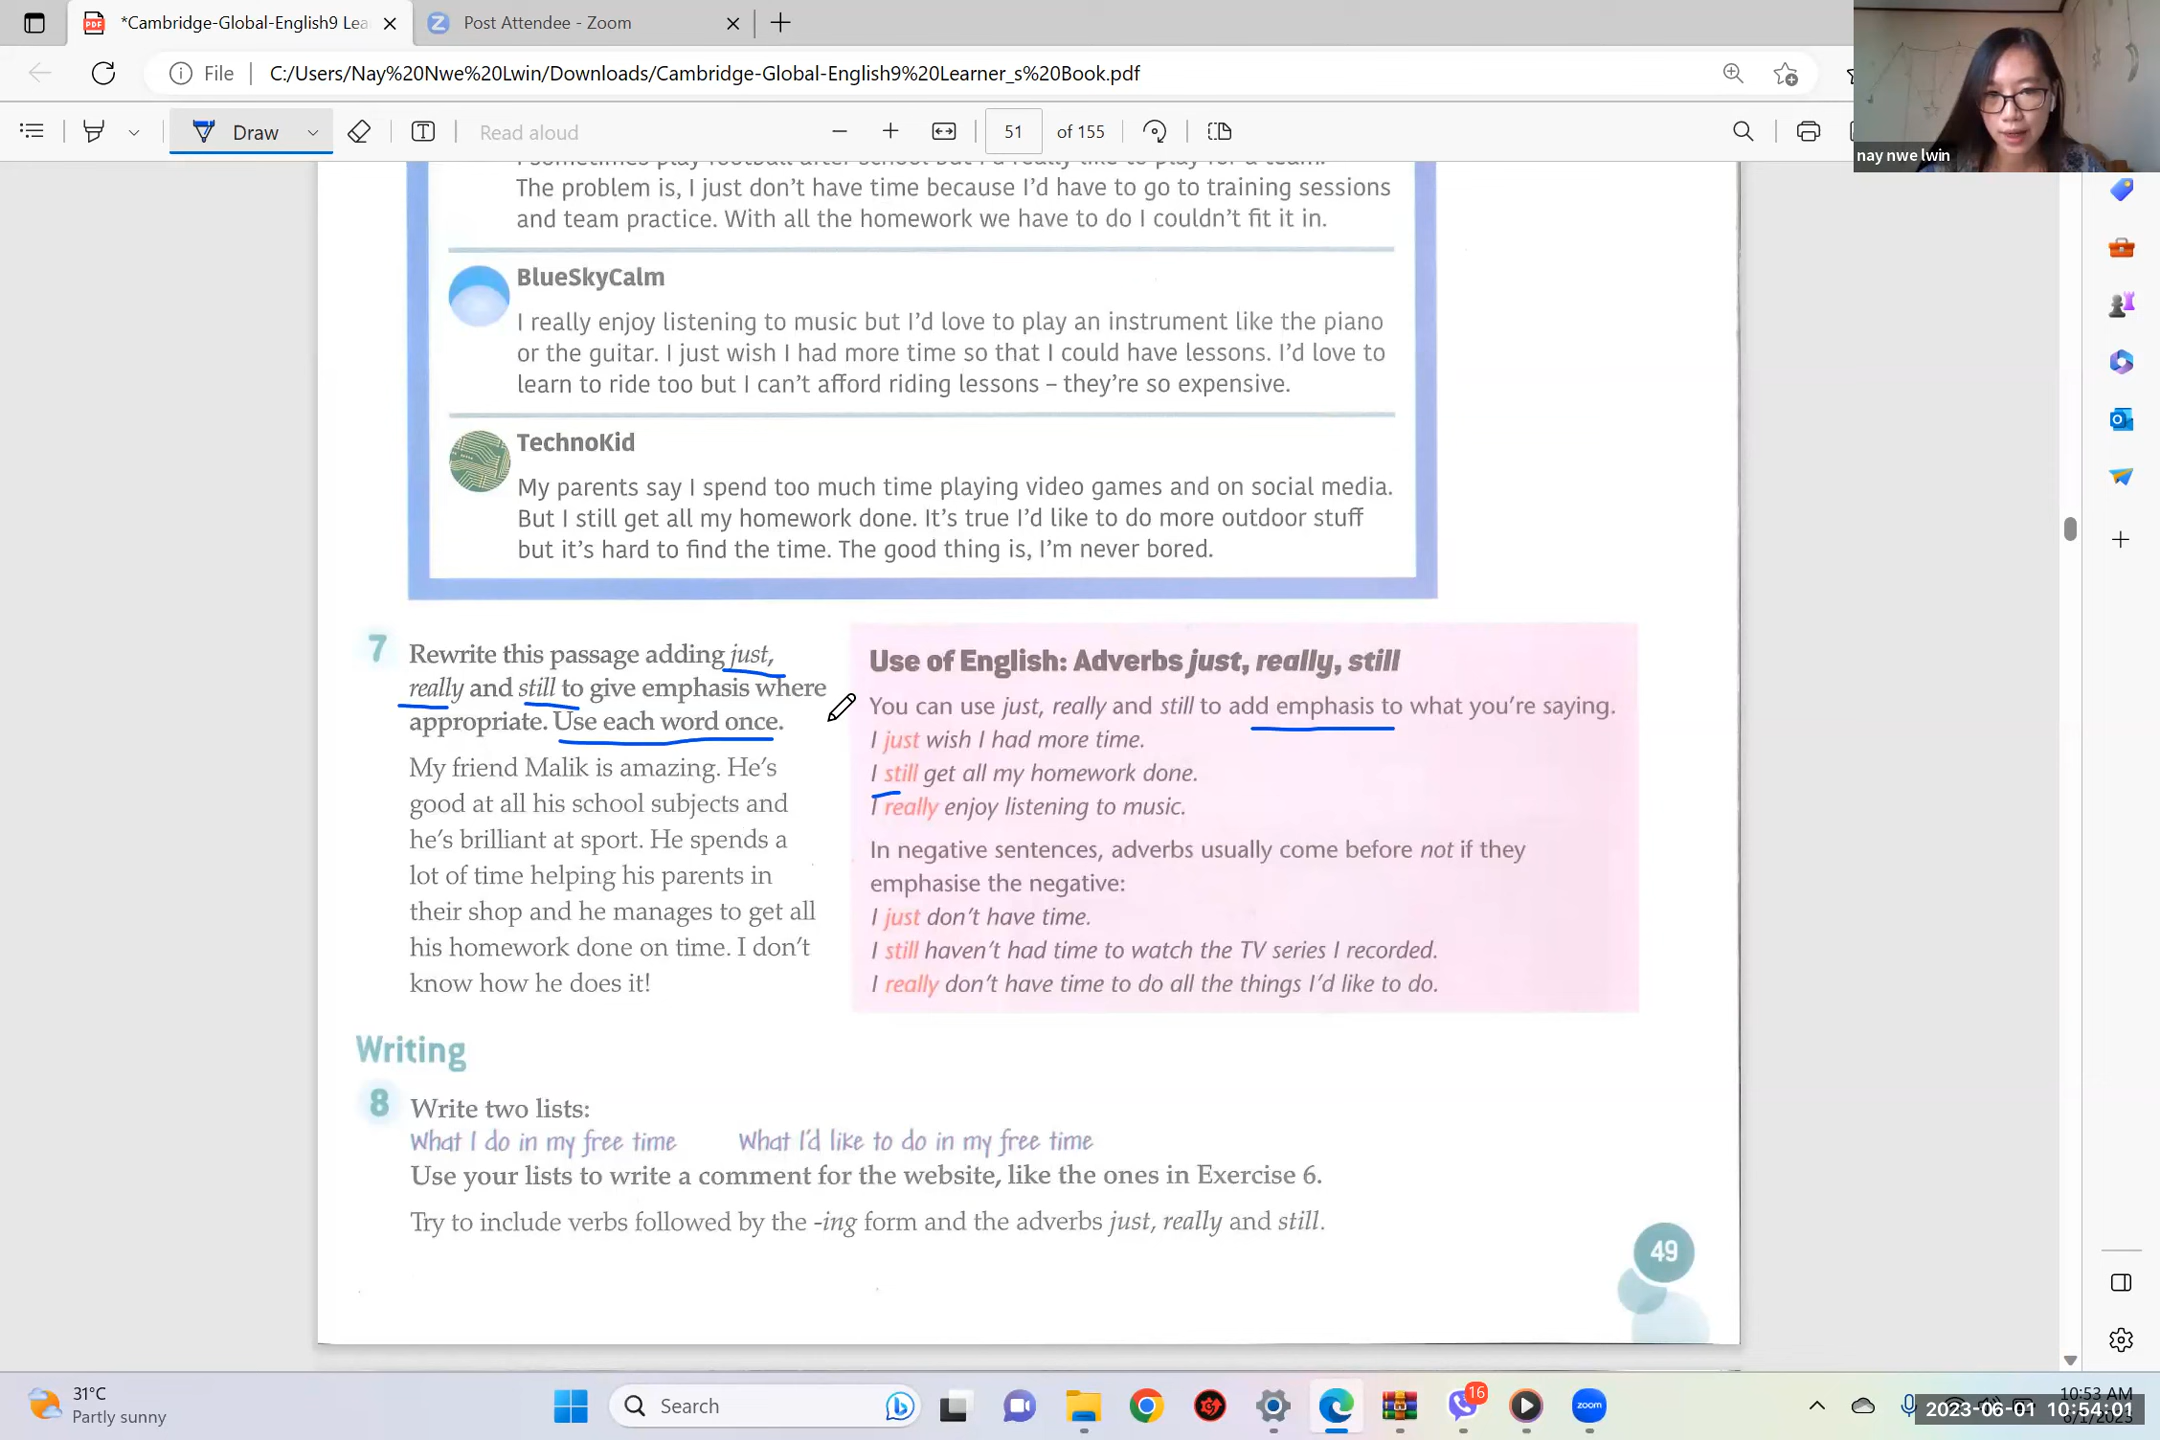 *Cambridge-Global-English9 Lea
Post Attendee - Zoom
File
C:/Users/Nay%20Nwe%20Lwin/Downloads/Cambridge-Global-English9%20Learner_s%20Book.pdf
Draw
Read aloud
51
of 155
nay nwe lwin
I sometimes play football after school but I'd really like to play for a team.
The problem is, I just don't have time because I'd have to go to training sessions
and team practice. With all the homework we have to do I couldn't fit it in.
BlueSkyCalm
I really enjoy listening to music but I'd love to play an instrument like the piano
or the guitar. I just wish I had more time so that I could have lessons. I'd love to
learn to ride too but I can't afford riding lessons – they're so expensive.
TechnoKid
My parents say I spend too much time playing video games and on social media.
But I still get all my homework done. It's true I'd like to do more outdoor stuff
but it's hard to find the time. The good thing is, I'm never bored.
7
Rewrite this passage adding just,
really and still to give emphasis where
appropriate. Use each word once.
My friend Malik is amazing. He's
good at all his school subjects and
he's brilliant at sport. He spends a
lot of time helping his parents in
their shop and he manages to get all
his homework done on time. I don't
know how he does it!
Use of English: Adverbs just, really, still
You can use just, really and still to add emphasis to what you're saying.
I just wish I had more time.
I still get all my homework done.
I really enjoy listening to music.
In negative sentences, adverbs usually come before not if they
emphasise the negative:
I just don't have time.
I still haven't had time to watch the TV series I recorded.
I really don't have time to do all the things I'd like to do.
Writing
8
Write two lists:
What I do in my free time What I'd like to do in my free time
Use your lists to write a comment for the website, like the ones in Exercise 6.
Try to include verbs followed by the -ing form and the adverbs just, really and still.
49
31°C
Partly sunny
Search
16
zoom
10:53 AM
2023-06-01 10:54:01